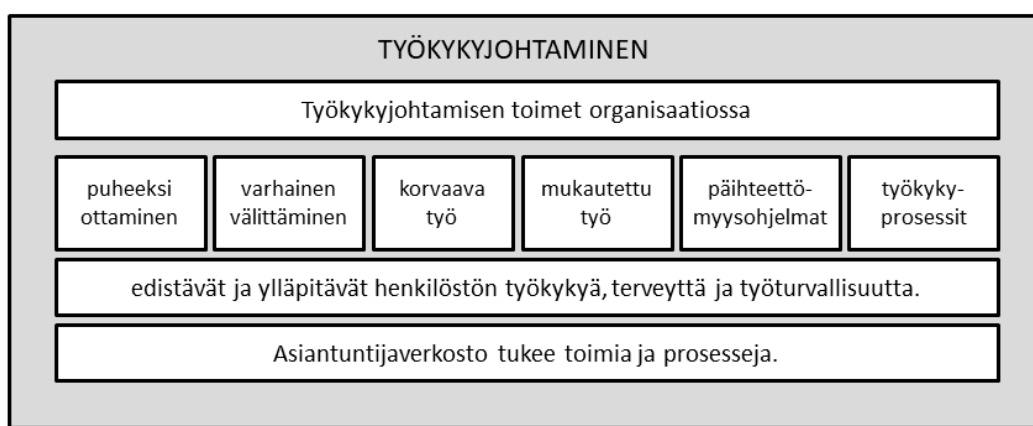 TYÖKYKYJOHTAMINEN
Työkykyjohtamisen toimet organisaatiossa
puheeksi
ottaminen
varhainen
välittäminen
korvaava
työ
mukautettu
työ
päihteettö-
myysohjelmat
työkyky-
prosessit
edistävät ja ylläpitävät henkilöstön työkykyä, terveyttä ja työturvallisuutta.
Asiantuntijaverkosto tukee toimia ja prosesseja.